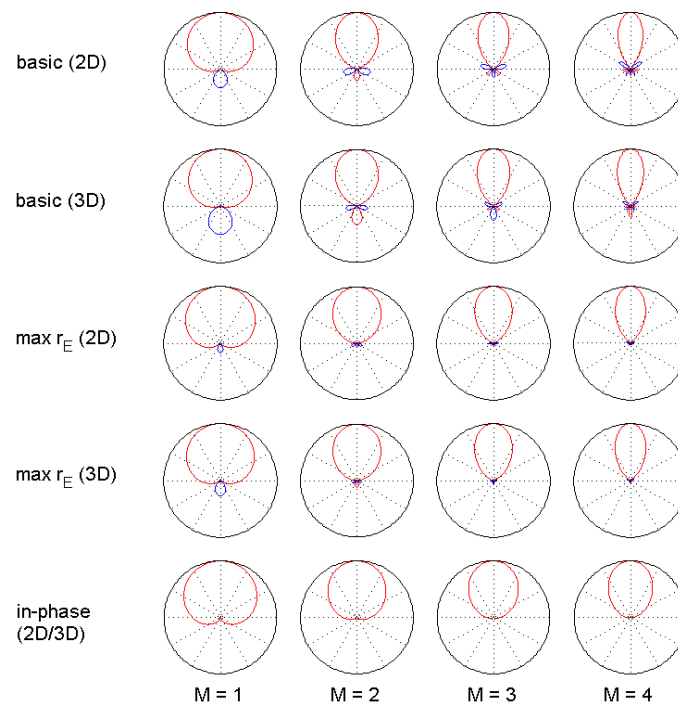 basic (2D)
basic (3D)
max r_E (2D)
max r_E (3D)
in-phase
(2D/3D)
M = 1
M = 2
M = 3
M = 4